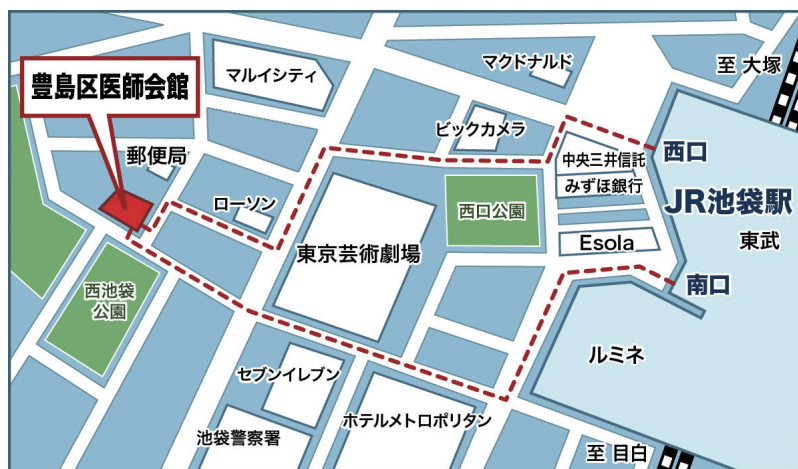 マクドナルド
至 大塚
マルイシティ
豊島区医師会館
ビックカメラ
西口
郵便局
中央三井信託
みずほ銀行
JR池袋駅
ローソン
西口公園
東武
Esola
東京芸術劇場
南口
西池袋
公園
ルミネ
セブンイレブン
ホテルメトロポリタン
池袋警察署
至 目白